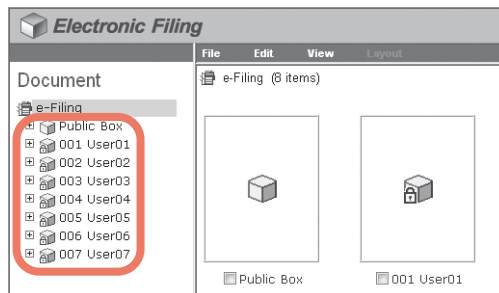 Electronic Filing
File Edit View Layout
Document
e-Filing
Public Box
001 User01
002 User02
003 User03
004 User04
005 User05
006 User06
007 User07
e-Filing (8 items)
Public Box 001 User01